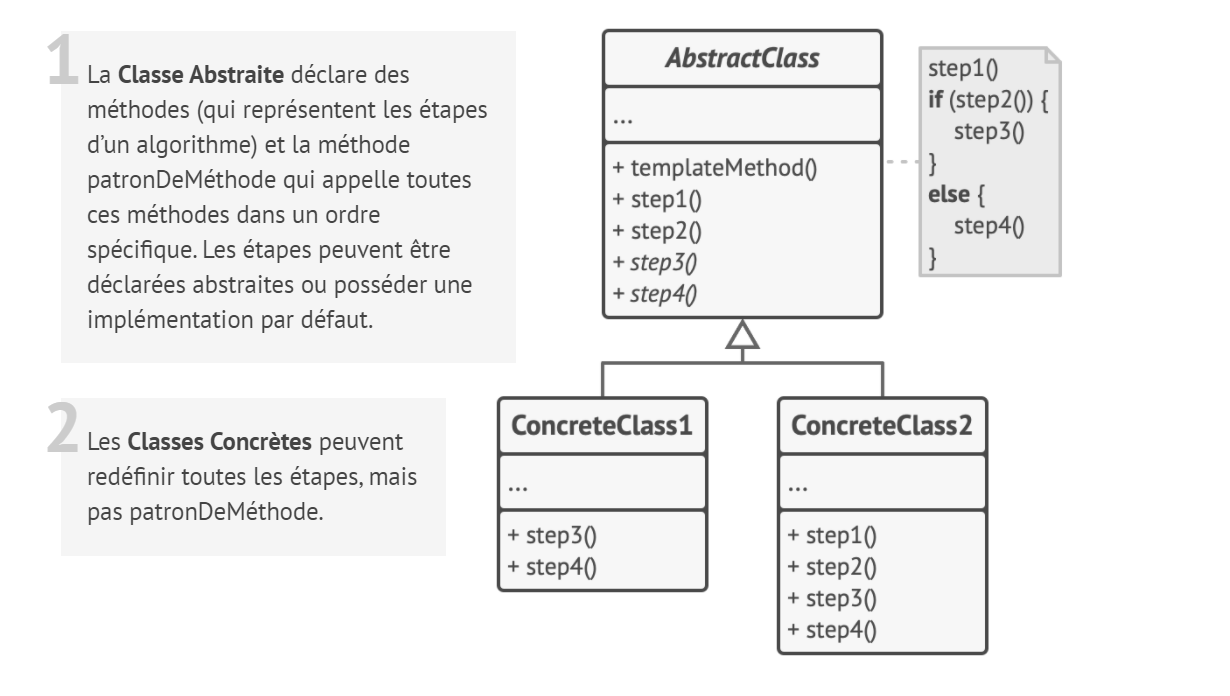 1
La Classe Abstraite déclare des
méthodes (qui représentent les étapes
d’un algorithme) et la méthode
patronDeMéthode qui appelle toutes
ces méthodes dans un ordre
spécifique. Les étapes peuvent être
déclarées abstraites ou posséder une
implémentation par défaut.
AbstractClass
...
+ templateMethod()
+ step1()
+ step2()
+ step3()
+ step4()
step1()
if (step2()) {
step3()
}
else {
step4()
}
2
Les Classes Concrètes peuvent
redéfinir toutes les étapes, mais
pas patronDeMéthode.
ConcreteClass1
...
+ step3()
+ step4()
ConcreteClass2
...
+ step1()
+ step2()
+ step3()
+ step4()